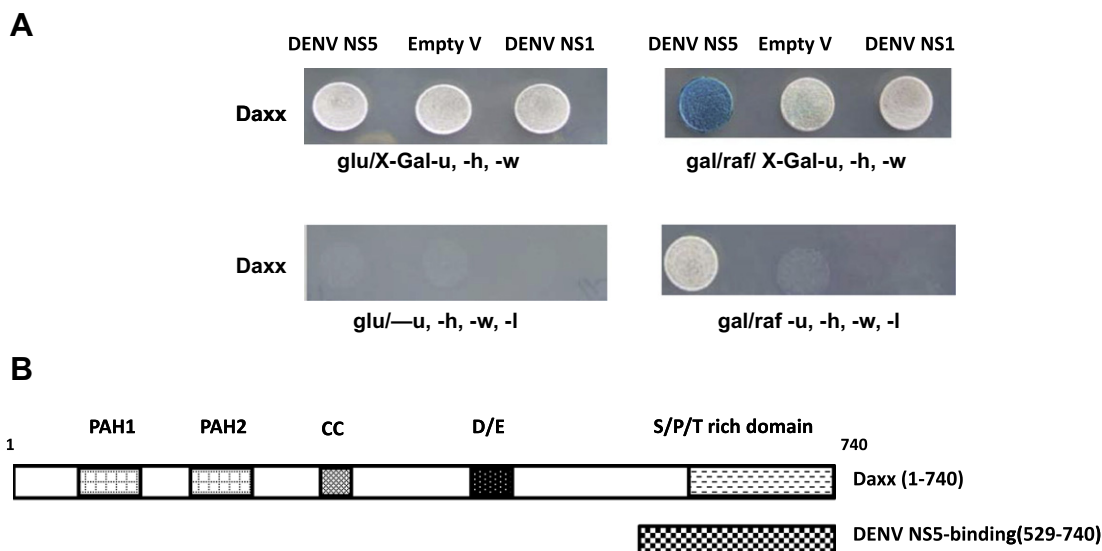 A
DENV NS5 Empty V DENV NS1 DENV NS5 Empty V DENV NS1
Daxx
glu/X-Gal-u, -h, -w gal/raf/ X-Gal-u, -h, -w
Daxx
glu/—u, -h, -w, -l gal/raf -u, -h, -w, -l
B
PAH1 PAH2 CC D/E S/P/T rich domain
1 740
Daxx (1-740)
DENV NS5-binding(529-740)